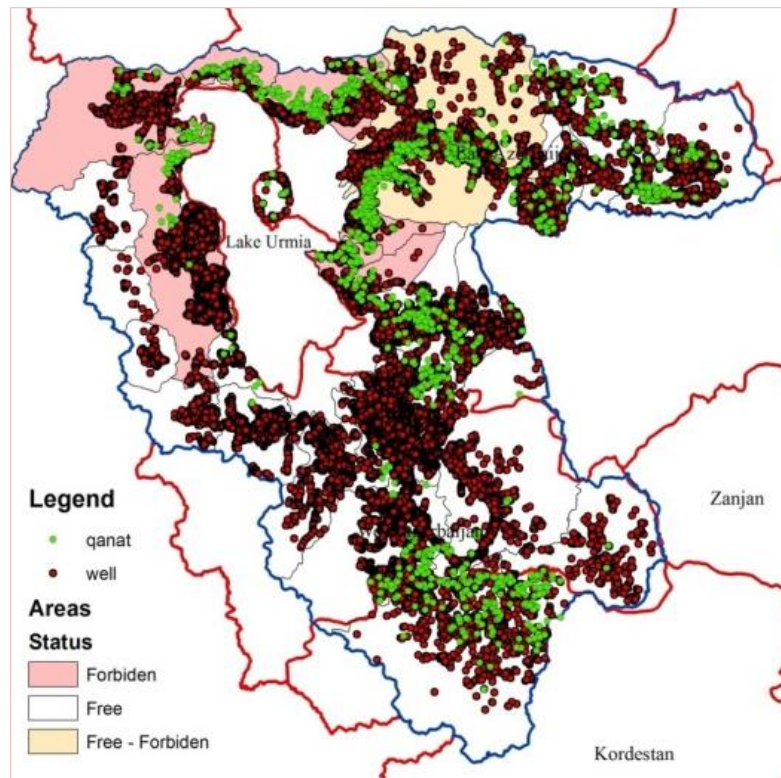 Lake Urmia
Legend
qanat
well
Areas
Status
Forbiden
Free
Free - Forbiden
Zanjan
Kordestan